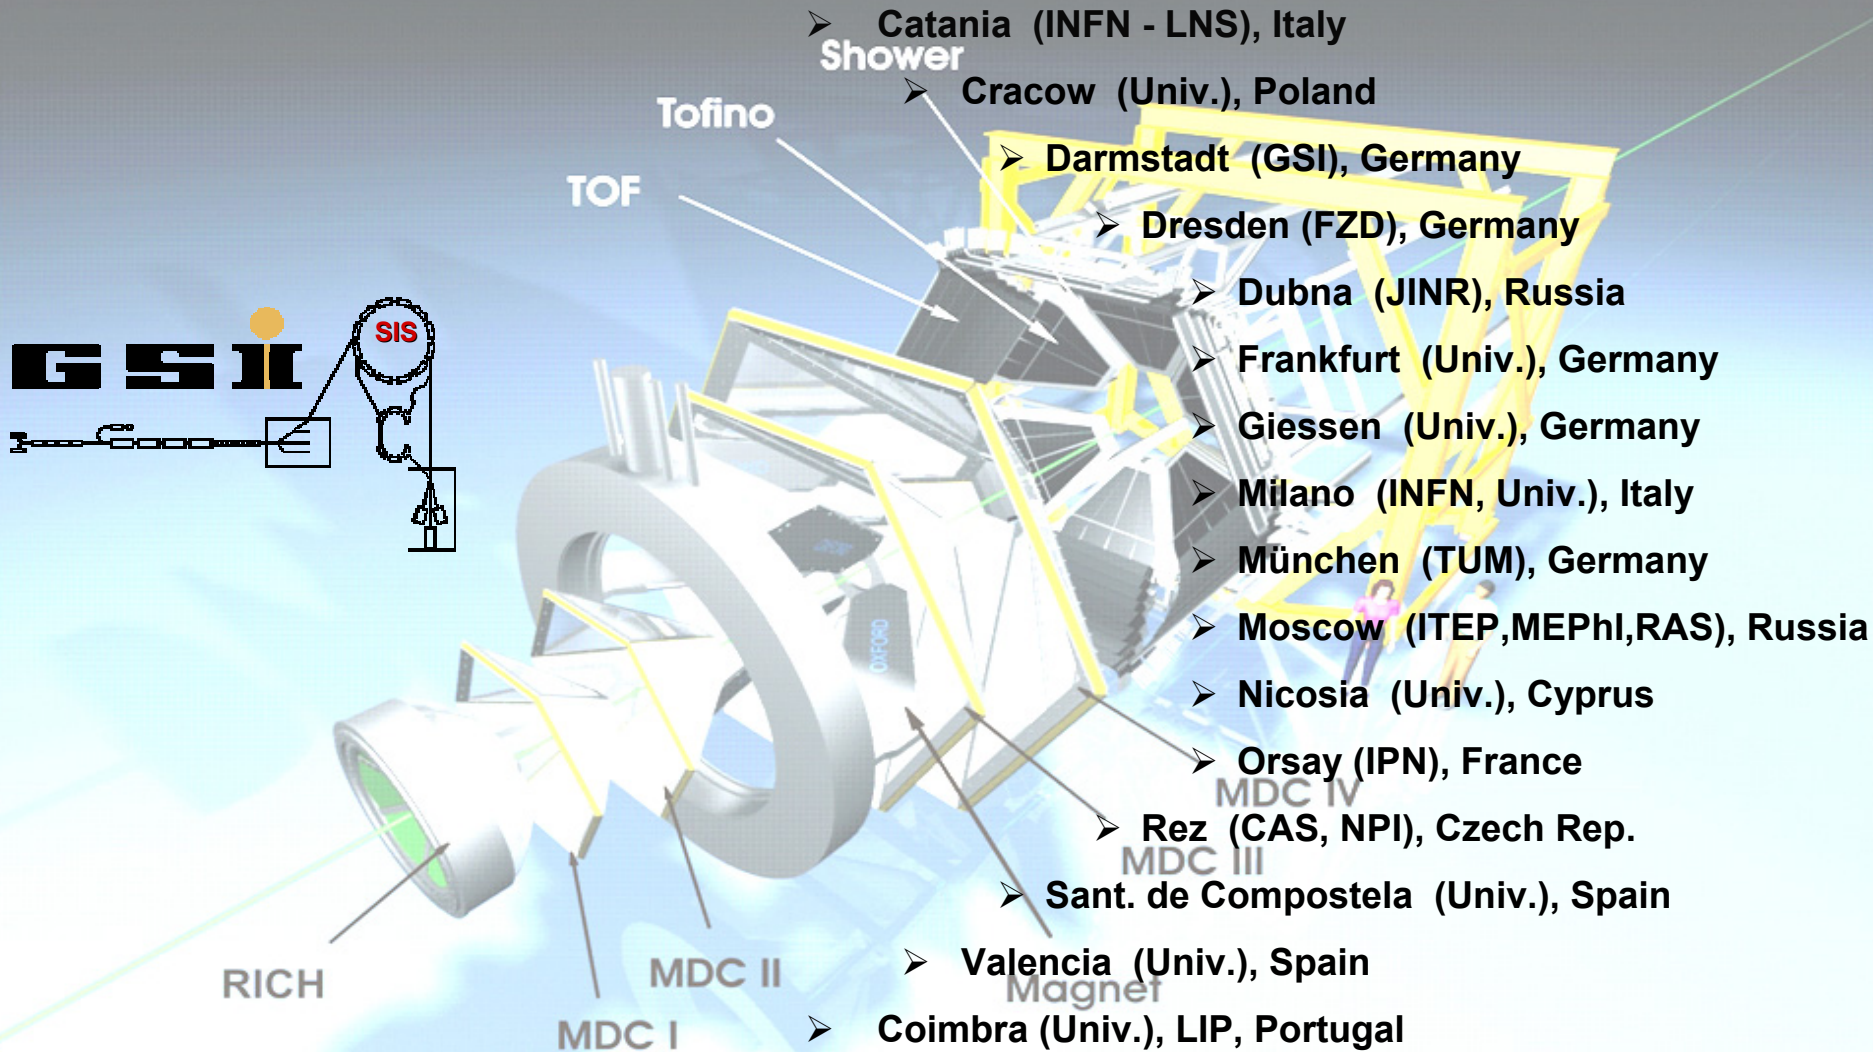 Catania (INFN - LNS), Italy
Shower
Cracow (Univ.), Poland
Tofino
Darmstadt (GSI), Germany
TOF
Dresden (FZD), Germany
Dubna (JINR), Russia
SIS
GSI
Frankfurt (Univ.), Germany
Giessen (Univ.), Germany
Milano (INFN, Univ.), Italy
München (TUM), Germany
OXFORD
Moscow (ITEP,MEPhI,RAS), Russia
Nicosia (Univ.), Cyprus
Orsay (IPN), France
MDC IV
Rez (CAS, NPI), Czech Rep.
MDC III
Sant. de Compostela (Univ.), Spain
Valencia (Univ.), Spain
RICH
MDC II
Magnet
Coimbra (Univ.), LIP, Portugal
MDC I